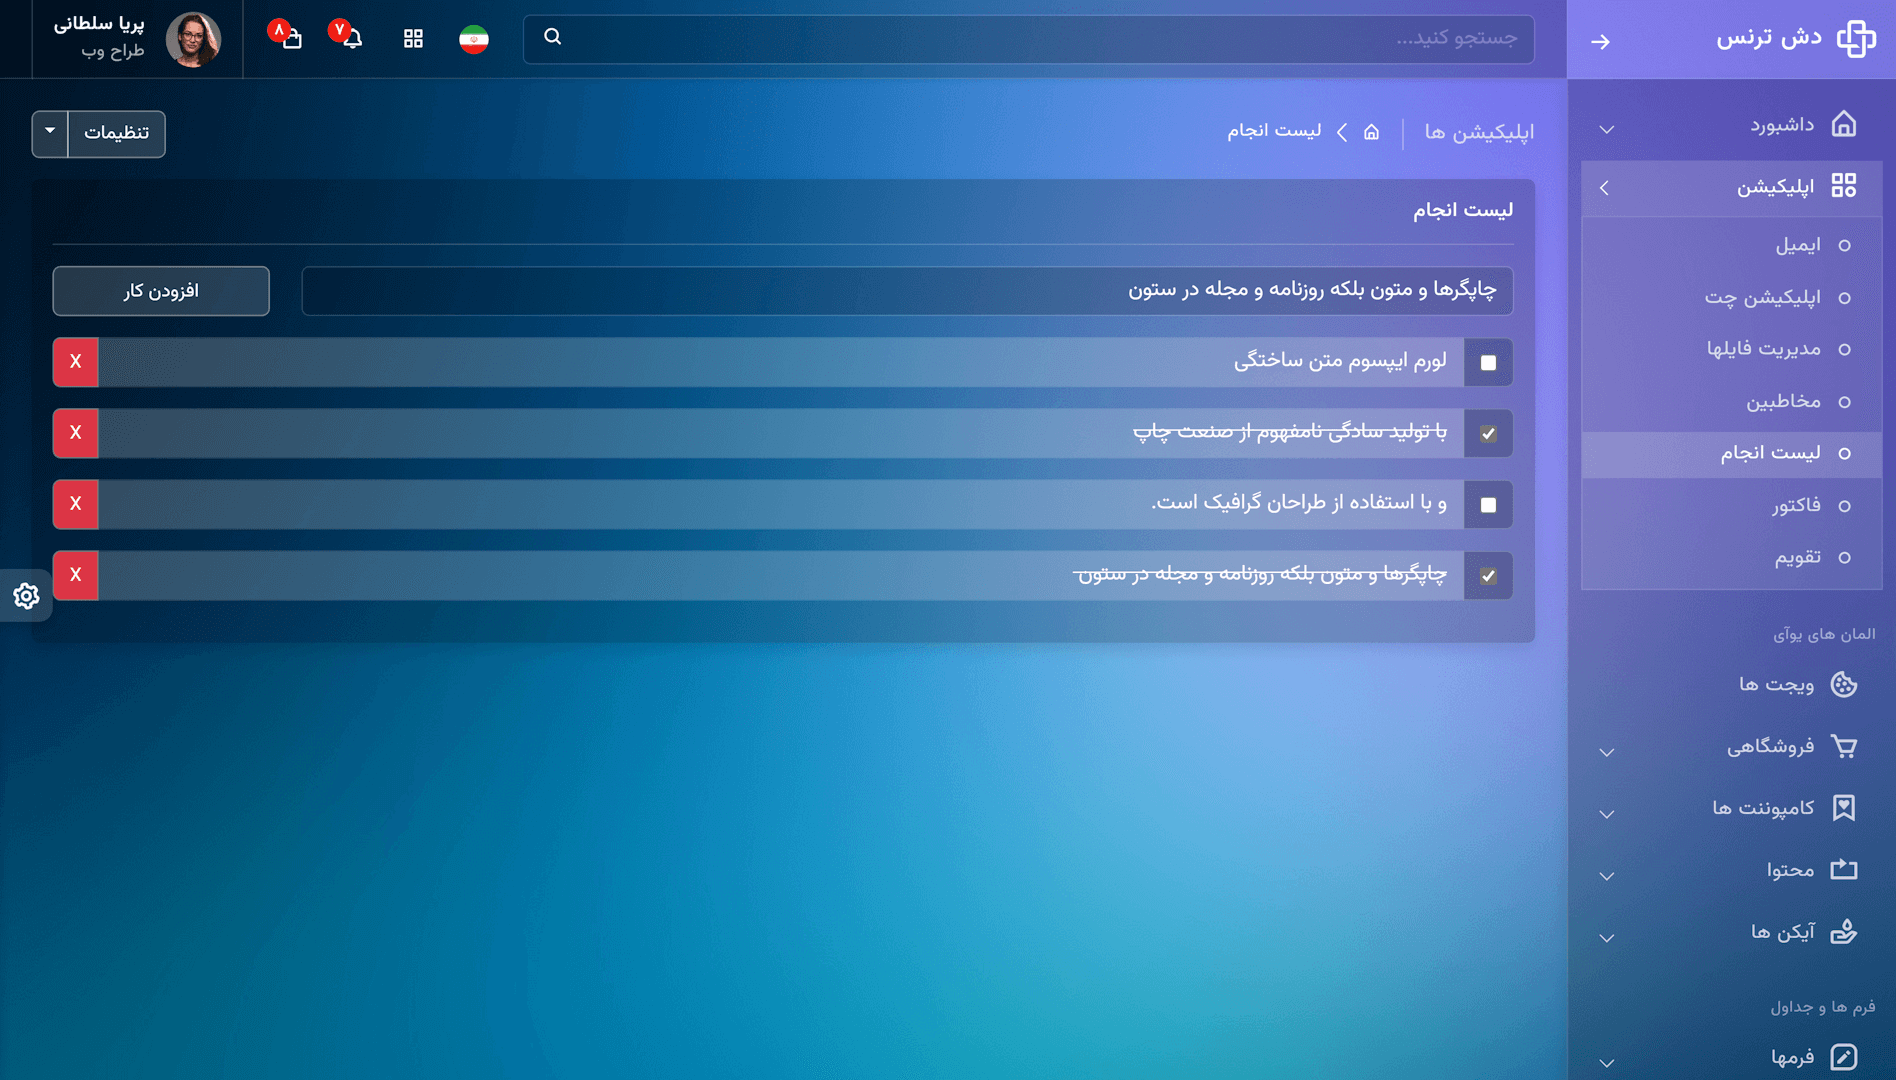 دش ترنس
جستجو کنید...
۷
۸
پریا سلطانی
طراح وب
داشبورد
اپلیکیشن
ایمیل
اپلیکیشن چت
مدیریت فایلها
مخاطبین
لیست انجام
فاکتور
تقویم
المان های یوآی
ویجت ها
فروشگاهی
کامپوننت ها
محتوا
آیکن ها
فرم ها و جداول
فرمها
اپلیکیشن ها
لیست انجام
تنظیمات
لیست انجام
چاپگرها و متون بلکه روزنامه و مجله در ستون
افزودن کار
لورم ایپسوم متن ساختگی
X
با تولید سادگی نامفهوم از صنعت چاپ
X
و با استفاده از طراحان گرافیک است.
X
چاپگرها و متون بلکه روزنامه و مجله در ستون
X